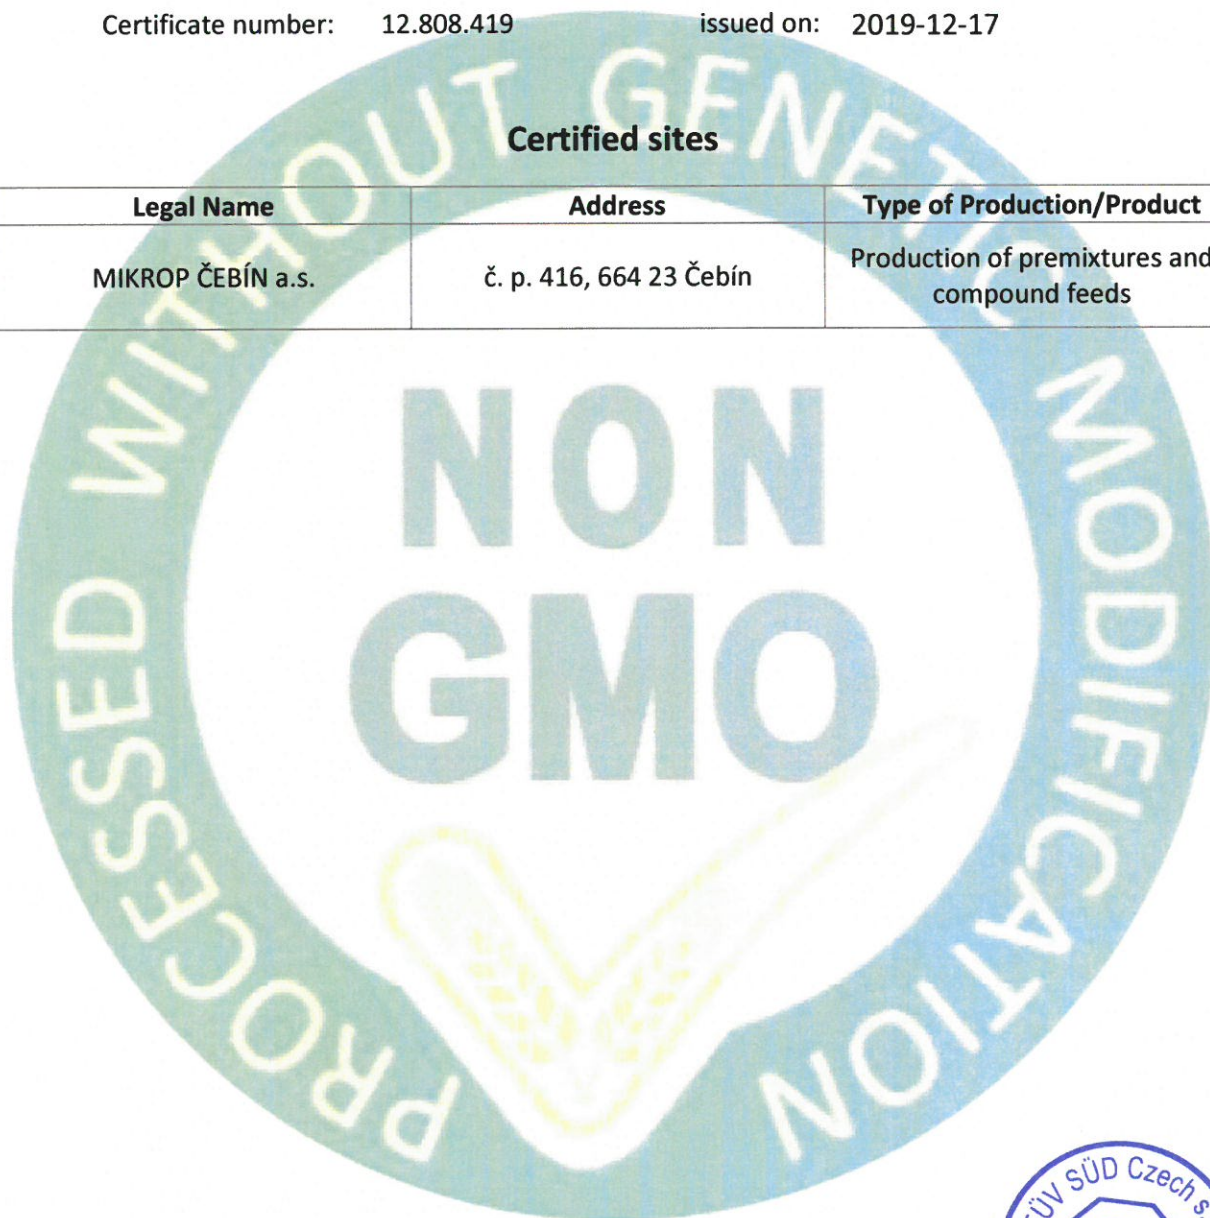 Certificate number: 12.808.419 issued on: 2019-12-17
Certified sites
Legal Name Address Type of Production/Product
MIKROP ČEBÍN a.s. č. p. 416, 664 23 Čebín Production of premixtures and
compound feeds
PROCESSED WITHOUT GENETIC MODIFICATION
NON
GMO
TÜV SÜD Czech